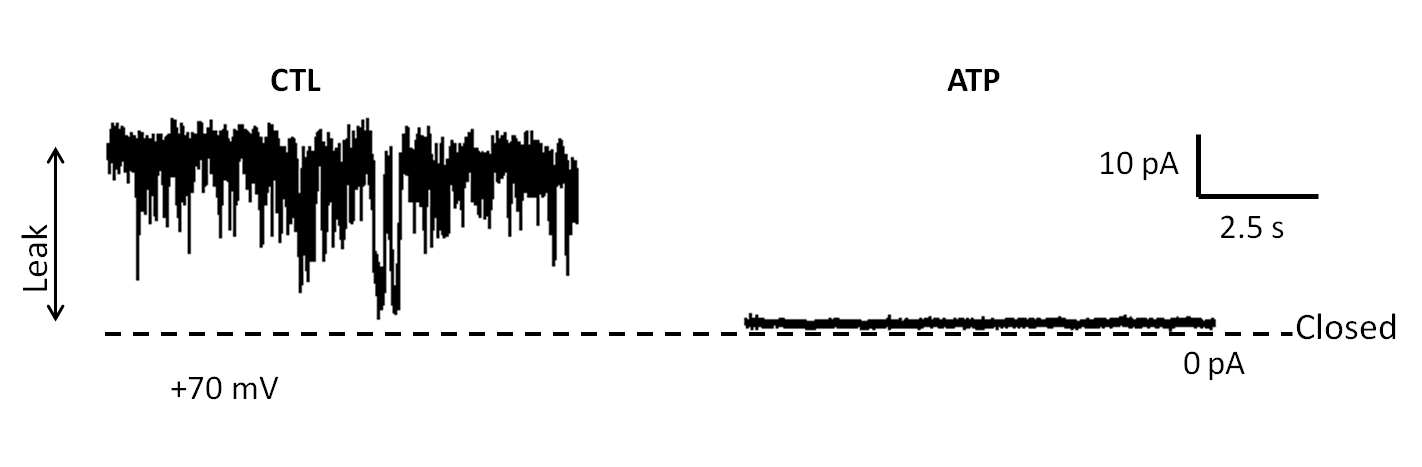 CTL
ATP
10 pA
2.5 s
Leak
Closed
0 pA
+70 mV